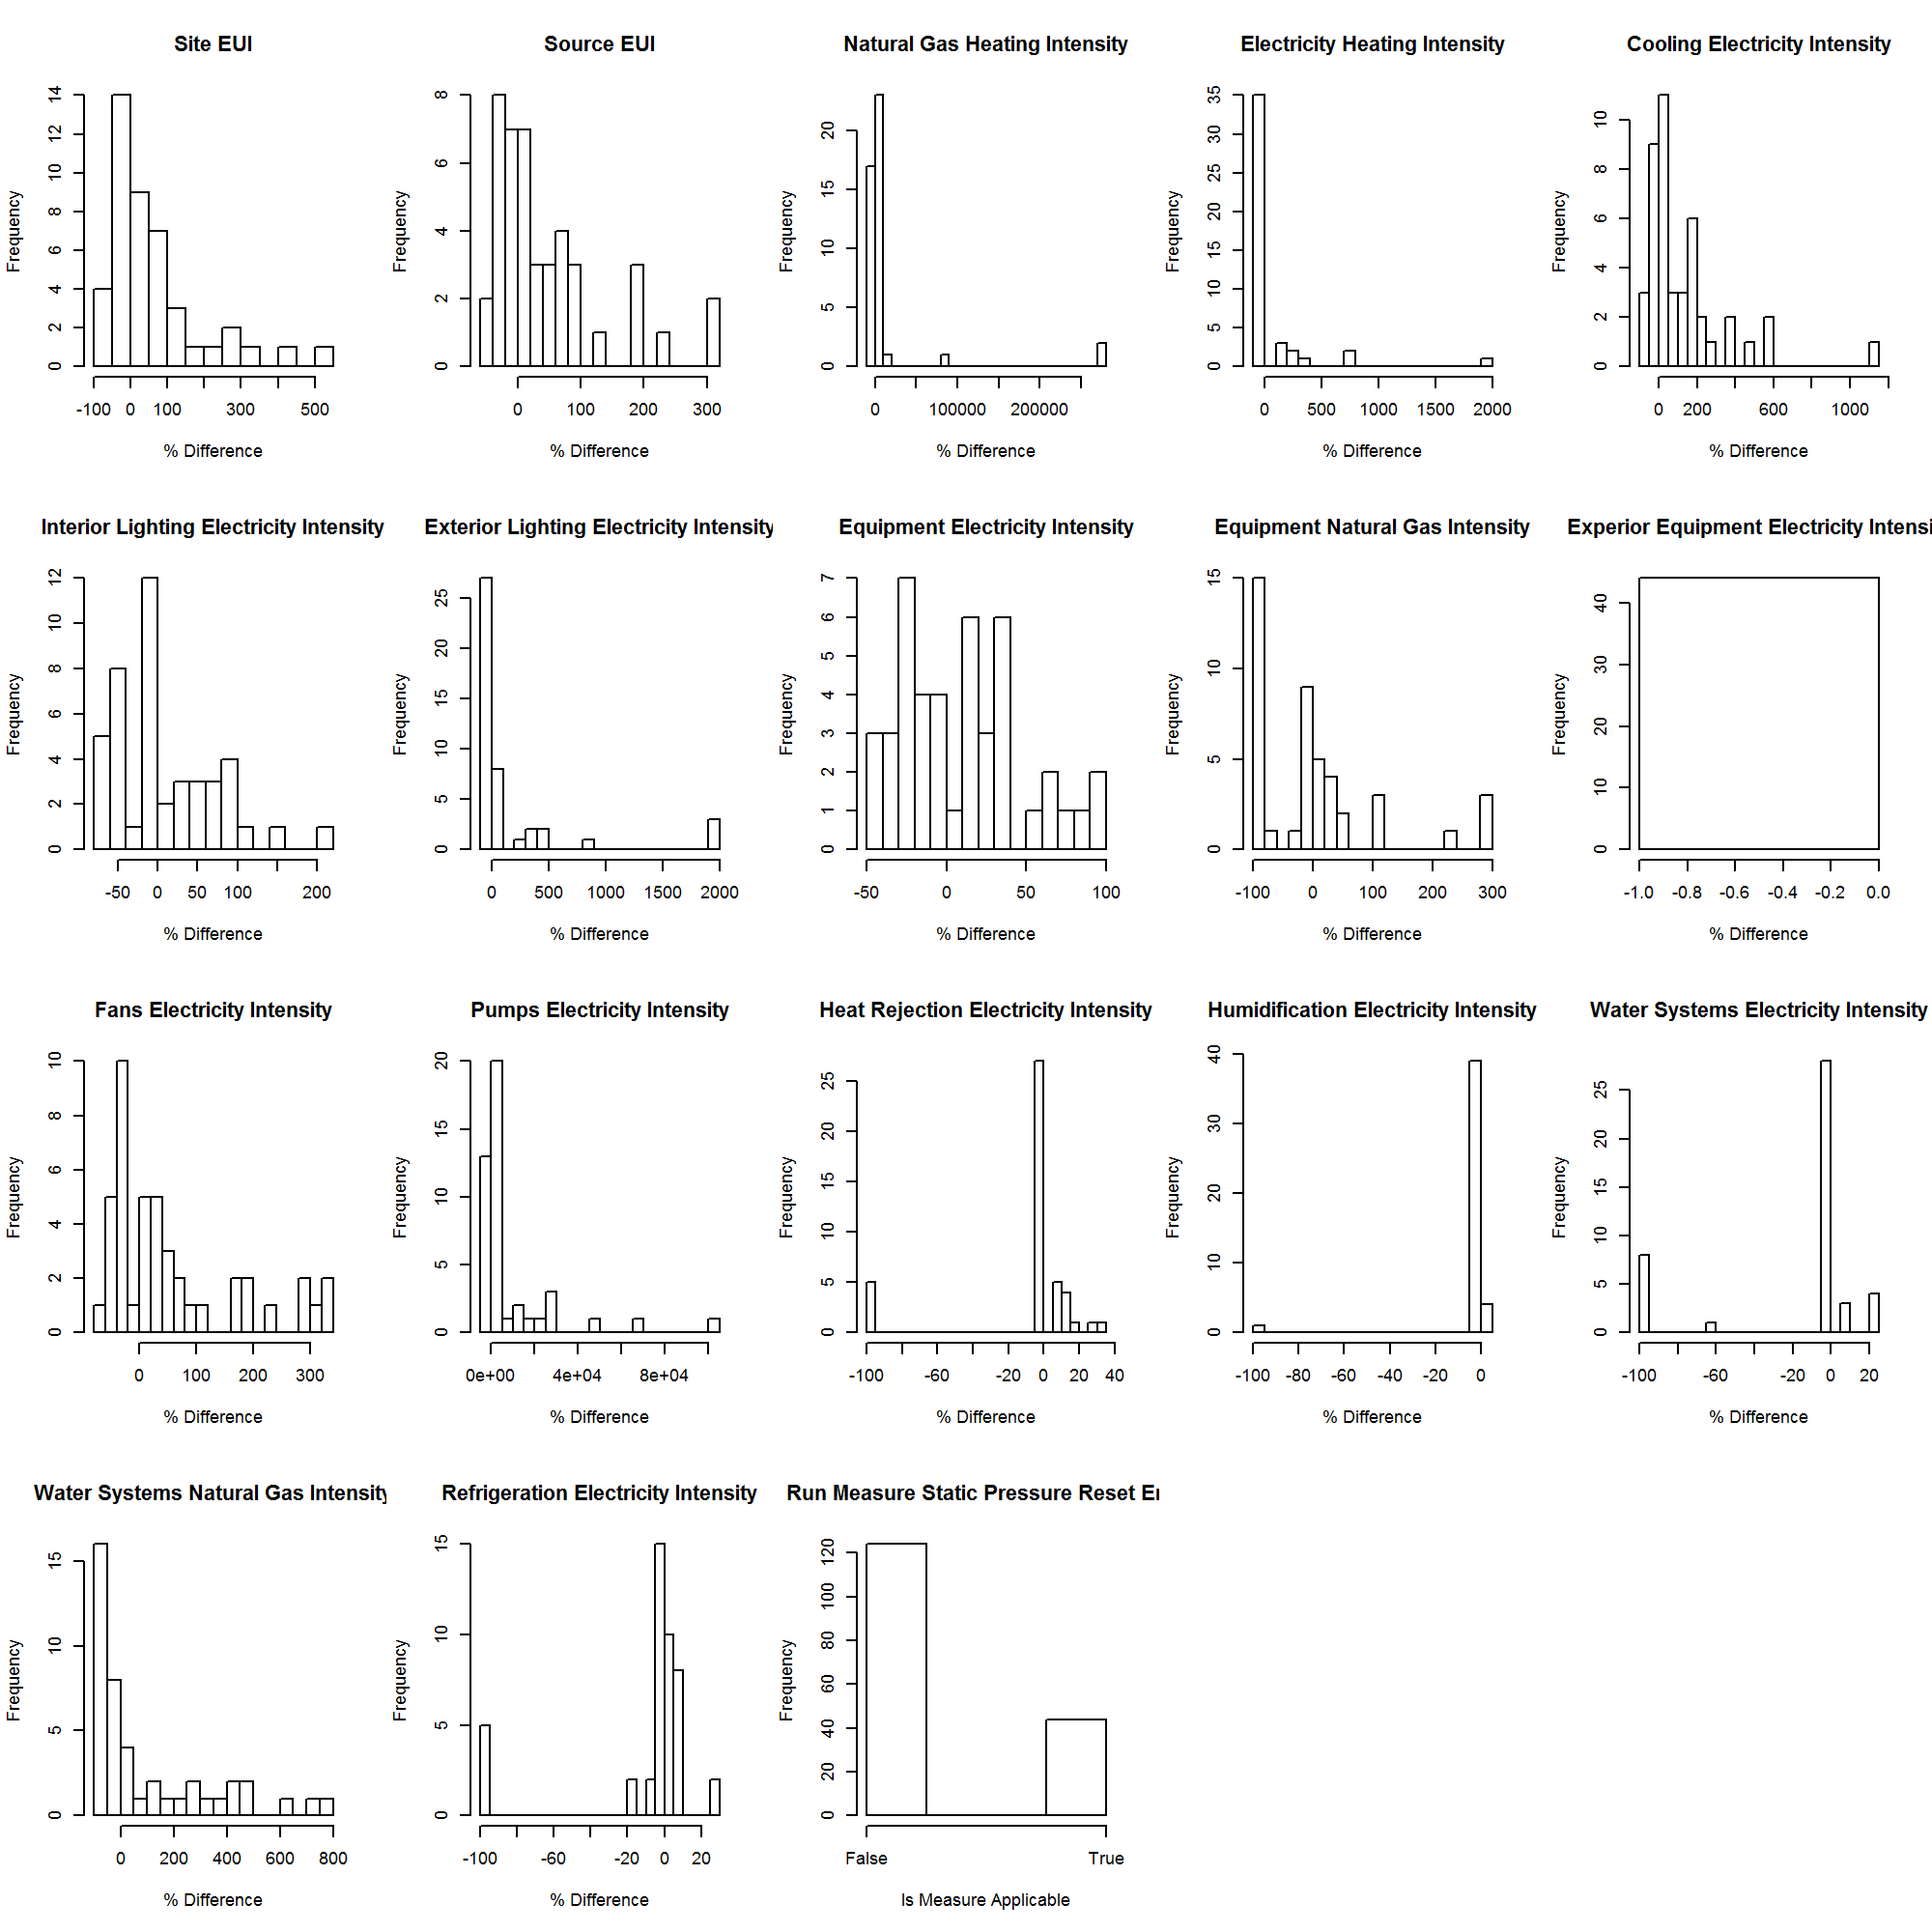 Site EUI
Frequency
0 2 4 6 8 10 12 14
-100 0 100 300 500
% Difference
Source EUI
Frequency
0 2 4 6 8
0 100 200 300
% Difference
Natural Gas Heating Intensity
Frequency
0 5 10 15 20
0 100000 200000
% Difference
Electricity Heating Intensity
Frequency
0 5 10 15 20 25 30 35
0 500 1000 1500 2000
% Difference
Cooling Electricity Intensity
Frequency
0 2 4 6 8 10
0 200 600 1000
% Difference
Interior Lighting Electricity Intensity
Frequency
0 2 4 6 8 10 12
-50 0 50 100 200
% Difference
Exterior Lighting Electricity Intensity
Frequency
0 5 10 15 20 25
0 500 1000 1500 2000
% Difference
Equipment Electricity Intensity
Frequency
0 1 2 3 4 5 6 7
-50 0 50 100
% Difference
Equipment Natural Gas Intensity
Frequency
0 5 10 15
-100 0 100 200 300
% Difference
Experior Equipment Electricity Intensi
Frequency
0 10 20 30 40
-1.0 -0.8 -0.6 -0.4 -0.2 0.0
% Difference
Fans Electricity Intensity
Frequency
0 2 4 6 8 10
0 100 200 300
% Difference
Pumps Electricity Intensity
Frequency
0 5 10 15 20
0e+00 4e+04 8e+04
% Difference
Heat Rejection Electricity Intensity
Frequency
0 5 10 15 20 25
-100 -60 -20 0 20 40
% Difference
Humidification Electricity Intensity
Frequency
0 10 20 30 40
-100 -80 -60 -40 -20 0
% Difference
Water Systems Electricity Intensity
Frequency
0 5 10 15 20 25
-100 -60 -20 0 20
% Difference
Water Systems Natural Gas Intensity
Frequency
0 5 10 15
0 200 400 600 800
% Difference
Refrigeration Electricity Intensity
Frequency
0 5 10 15
-100 -60 -20 0 20
% Difference
Run Measure Static Pressure Reset Er
Frequency
0 20 40 60 80 100 120
False True
Is Measure Applicable